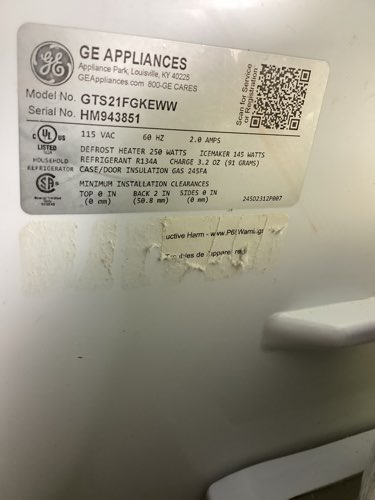 GE APPLIANCES
Appliance Park, Louisville, KY 40225
GEAppliances.com 800-GE CARES
Model No. GTS21FGKEWW
Serial No. HM943851
Scan for Service
or Registration
C UL US
LISTED
HOUSEHOLD
REFRIGERATOR
115 VAC 60 HZ 2.0 AMPS
DEFROST HEATER 250 WATTS ICEMAKER 145 WATTS
REFRIGERANT R134A CHARGE 3.2 OZ (91 GRAMS)
CASE/DOOR INSULATION GAS 245FA
MINIMUM INSTALLATION CLEARANCES
TOP 0 IN BACK 2 IN SIDES 0 IN
(0 mm) (50.8 mm) (0 mm)
245D2312P007
uctive Harm - www.P65Warnings
de